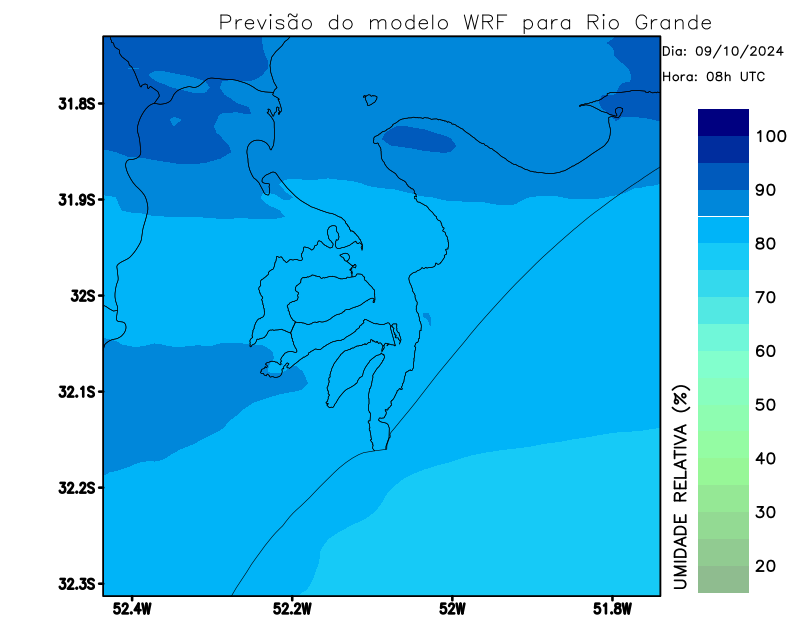 Previsão do modelo WRF para Rio Grande
Dia: 09/10/2024
Hora: 08h UTC
31.8S
31.9S
32S
32.1S
32.2S
32.3S
52.4W
52.2W
52W
51.8W
100
90
80
70
60
50
40
30
20
UMIDADE RELATIVA (%)